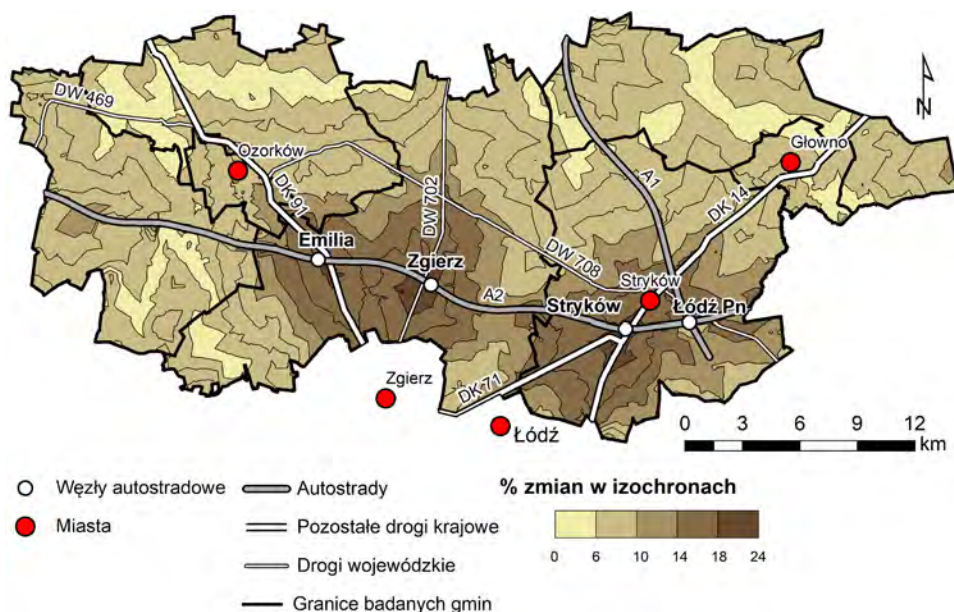 DW 469
Ozorków
DK 91
DW 702
A1
Głowno
DK 14
Emilia
Zgierz
DW 708
A2
Stryków
Stryków
Łódź Pn
DK 71
Zgierz
Łódź
N
0 3 6 9 12
km
Węzły autostradowe
Miasta
Autostrady
Pozostałe drogi krajowe
Drogi wojewódzkie
Granice badanych gmin
% zmian w izochronach
0 6 10 14 18 24